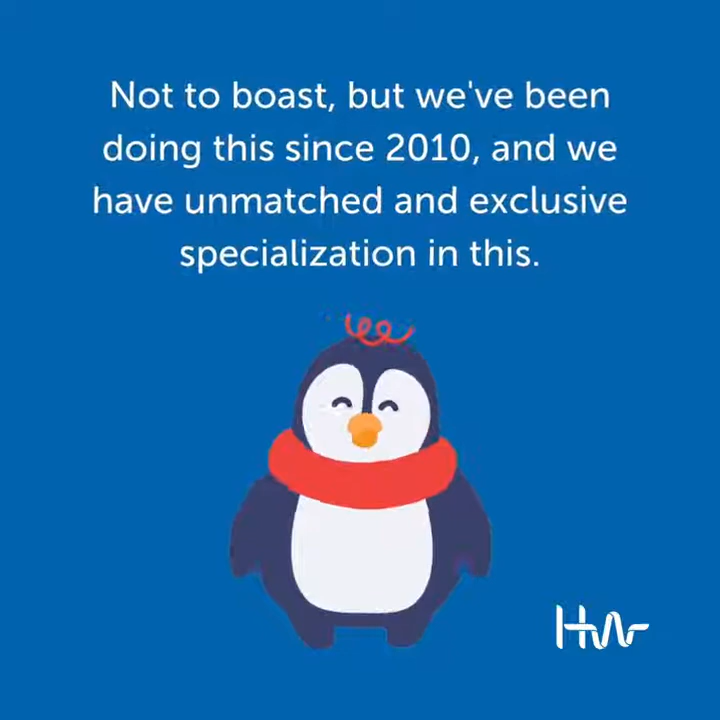 Not to boast, but we've been
doing this since 2010, and we
have unmatched and exclusive
specialization in this.
HW